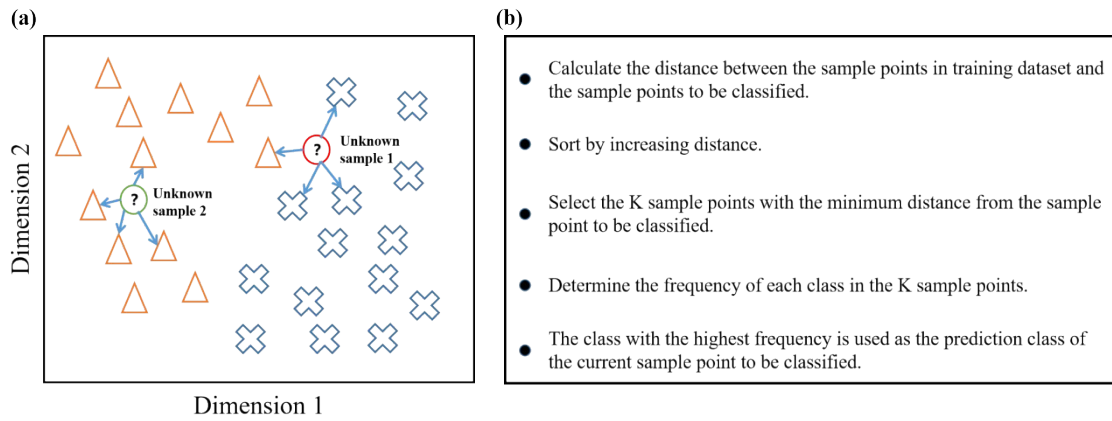 (a)
Dimension 2
?
Unknown
sample 1
?
Unknown
sample 2
Dimension 1
(b)
● Calculate the distance between the sample points in training dataset and
the sample points to be classified.
● Sort by increasing distance.
● Select the K sample points with the minimum distance from the sample
point to be classified.
● Determine the frequency of each class in the K sample points.
● The class with the highest frequency is used as the prediction class of
the current sample point to be classified.